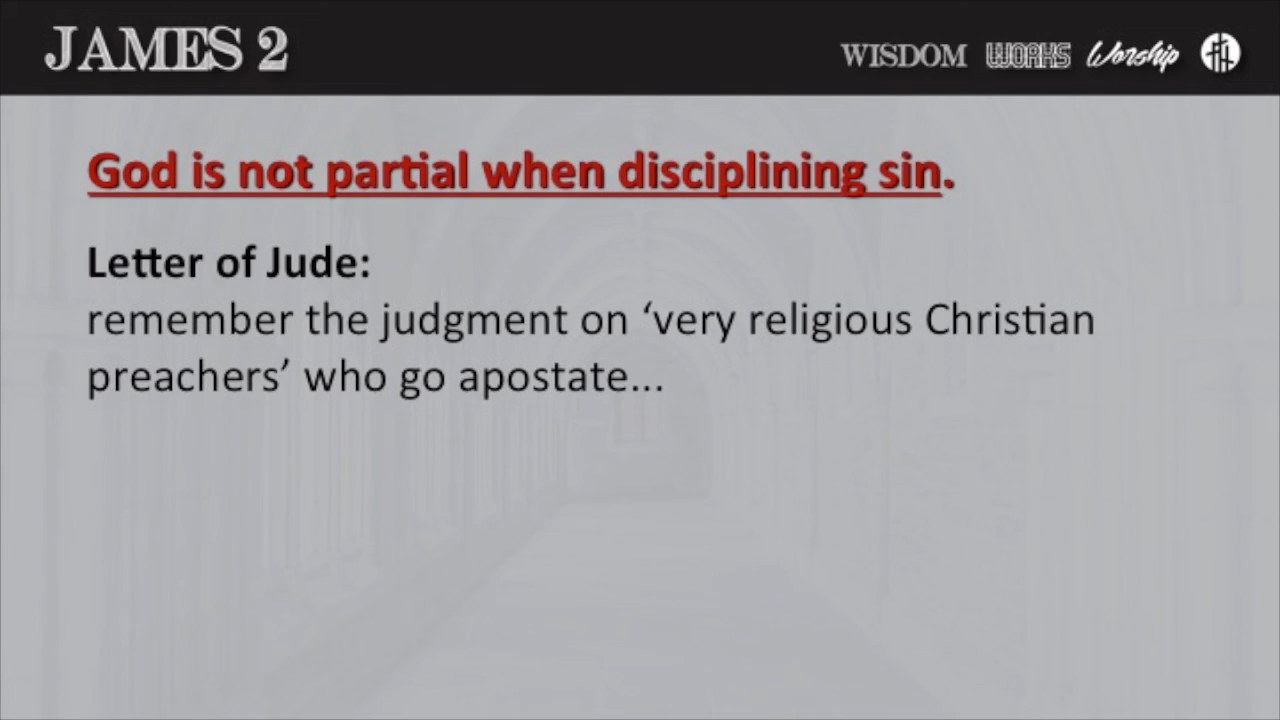 JAMES 2
WISDOM WORKS Worship
God is not partial when disciplining sin.
Letter of Jude:
remember the judgment on ‘very religious Christian
preachers’ who go apostate...